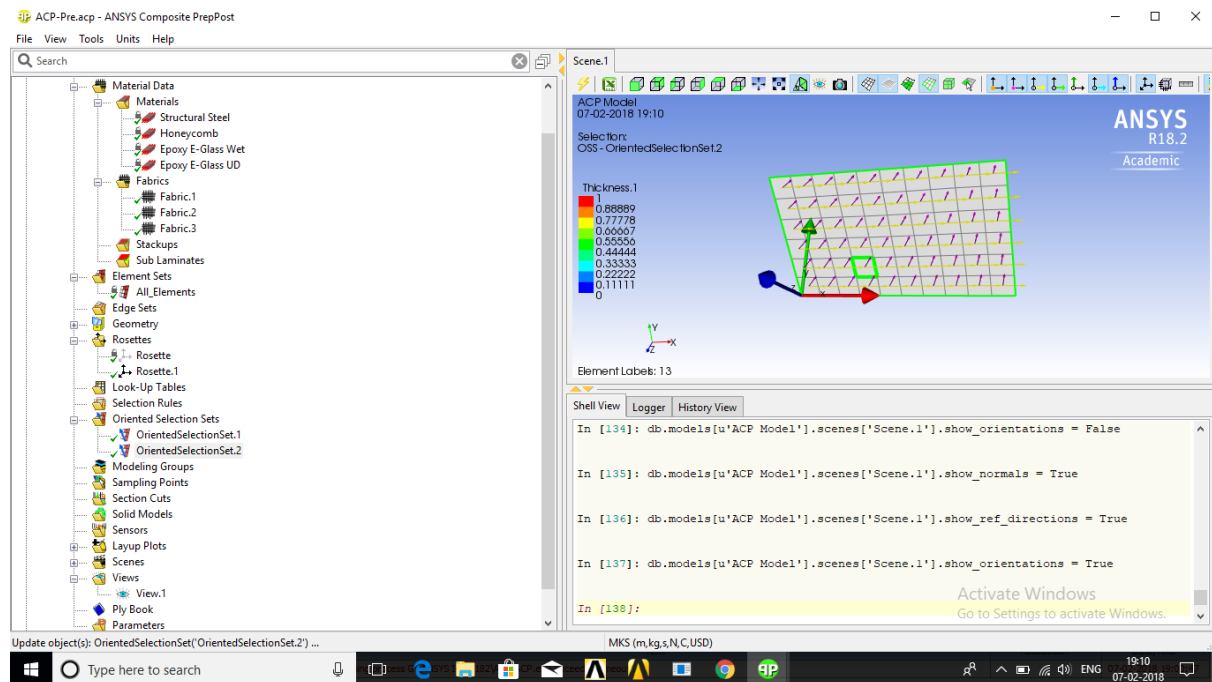 ACP-Pre.acp - ANSYS Composite PrepPost
File View Tools Units Help
Search
Material Data
Materials
Structural Steel
Honeycomb
Epoxy E-Glass Wet
Epoxy E-Glass UD
Fabrics
Fabric.1
Fabric.2
Fabric.3
Stackups
Sub Laminates
Element Sets
All_Elements
Edge Sets
Geometry
Rosettes
Rosette
Rosette.1
Look-Up Tables
Selection Rules
Oriented Selection Sets
OrientedSelectionSet.1
OrientedSelectionSet.2
Modeling Groups
Sampling Points
Section Cuts
Solid Models
Sensors
Layup Plots
Scenes
Views
View.1
Ply Book
Parameters
Scene.1
ACP Model
07-02-2018 19:10
Selection:
OSS - OrientedSelectionSet.2
ANSYS
R18.2
Academic
Thickness.1
1
0.88889
0.77778
0.66667
0.55556
0.44444
0.33333
0.22222
0.11111
0
Y
Z X
Y
X
Z
Element Labels: 13
Shell View Logger History View
In [134]: db.models[u'ACP Model'].scenes['Scene.1'].show_orientations = False
In [135]: db.models[u'ACP Model'].scenes['Scene.1'].show_normals = True
In [136]: db.models[u'ACP Model'].scenes['Scene.1'].show_ref_directions = True
In [137]: db.models[u'ACP Model'].scenes['Scene.1'].show_orientations = True
In [138]:
Activate Windows
Go to Settings to activate Windows.
Update object(s): OrientedSelectionSet('OrientedSelectionSet.2') ...
MKS (m,kg,s,N,C,USD)
Type here to search
ENG
19:10
07-02-2018